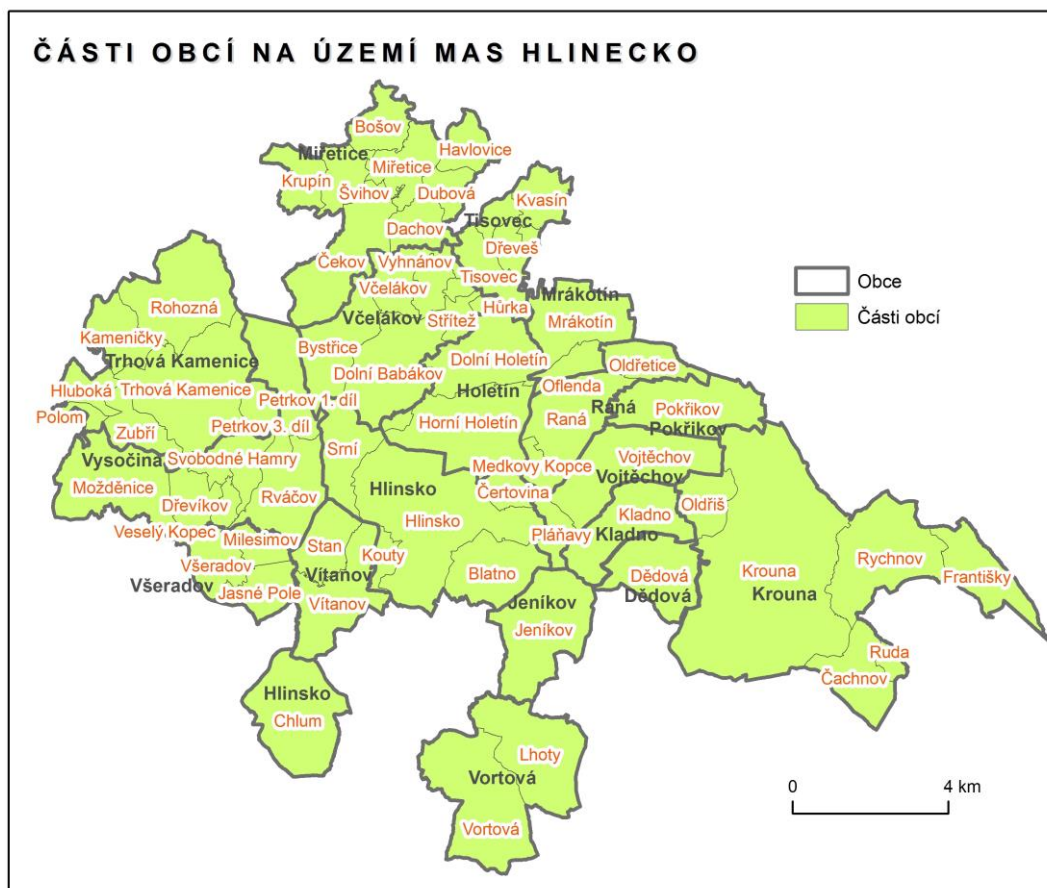 ČÁSTI OBCÍ NA ÚZEMÍ MAS HLINECKO
Bošov
Havlovice
Miřetice
Miřetice
Krupín
Švihov
Dubová
Kvasín
Dachov
Tisovec
Dřeveš
Čekov
Vyhnánov
Tisovec
Včelákov
Obce
Mrákotín
Rohozná
Hůrka
Včelákov
Střítež
Mrákotín
Části obcí
Kameničky
Bystřice
Trhová Kamenice
Dolní Holetín
Oldřetice
Dolní Babákov
Hluboká
Trhová Kamenice
Holetín
Oflenda
Petrkov 1. díl
Raná
Pokřikov
Polom
Raná
Horní Holetín
Petrkov 3. díl
Pokřikov
Zubří
Srní
Vysočina
Svobodné Hamry
Vojtěchov
Medkovy Kopce
Vojtěchov
Možděnice
Hlinsko
Čertovina
Rváčov
Oldřiš
Dřevíkov
Kladno
Hlinsko
Veselý Kopec
Pláňavy
Kladno
Milesimov
Stan
Kouty
Rychnov
Všeradov
Blatno
Dědová
Krouna
Františky
Všeradov
Vítanov
Jasné Pole
Dědová
Krouna
Vítanov
Jeníkov
Jeníkov
Ruda
Čachnov
Hlinsko
Chlum
Lhoty
Vortová
0 4 km
Vortová